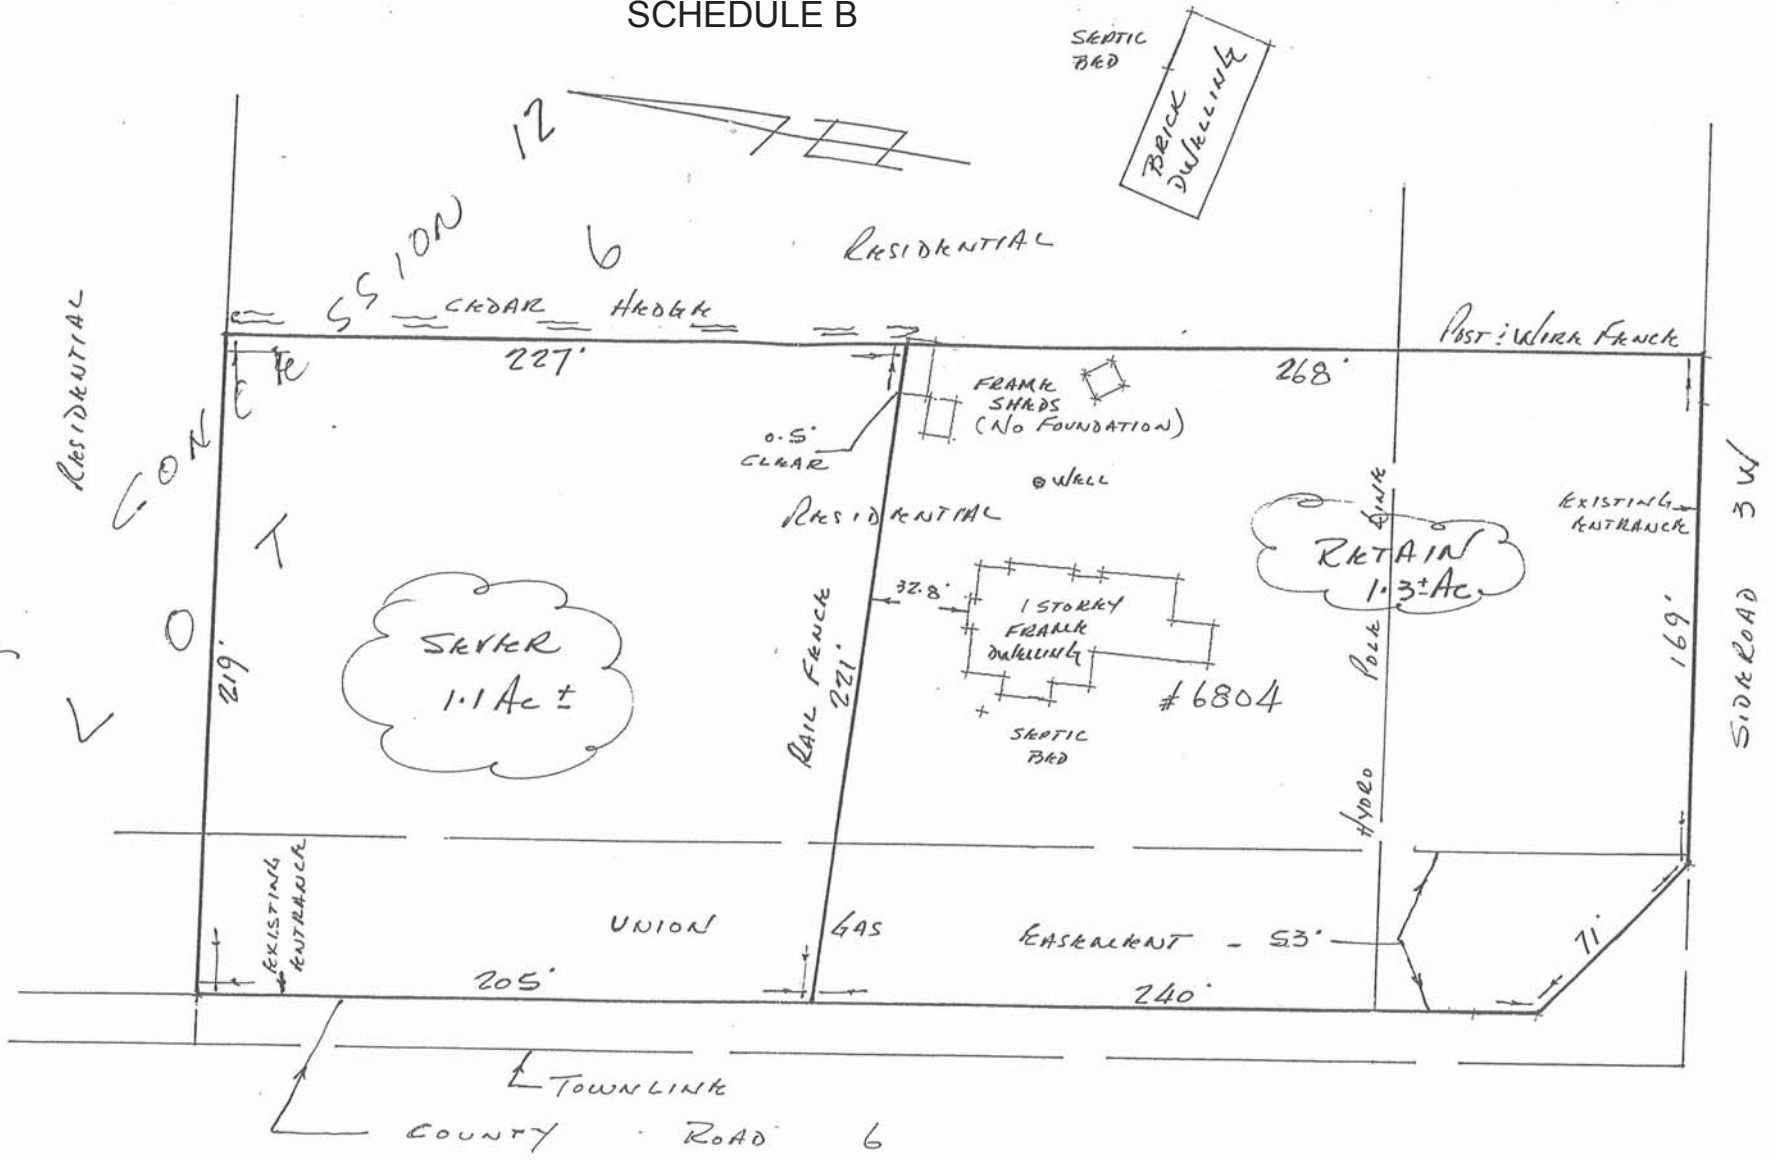 SCHEDULE B
SEPTIC
BED
BRICK
DWELLING
12
CONCESSION
LOT
6
RESIDENTIAL
RESIDENTIAL
CEDAR HEDGE
POST & WIRE FENCE
227'
268'
FRAME
SHEDS
(NO FOUNDATION)
0.5'
CLEAR
WELL
RESIDENTIAL
EXISTING
ENTRANCE
SIDEROAD 3 W
RETAIN
1.3± Ac.
32.8'
1 STOREY
FRAME
DWELLING
#6804
SEPTIC
BED
SEVER
1.1 Ac ±
219'
RAIL FENCE
221'
HYDRO POLE LINE
169'
EXISTING
ENTRANCE
UNION GAS EASEMENT - 53'
71'
205'
240'
TOWNLINE
COUNTY ROAD 6